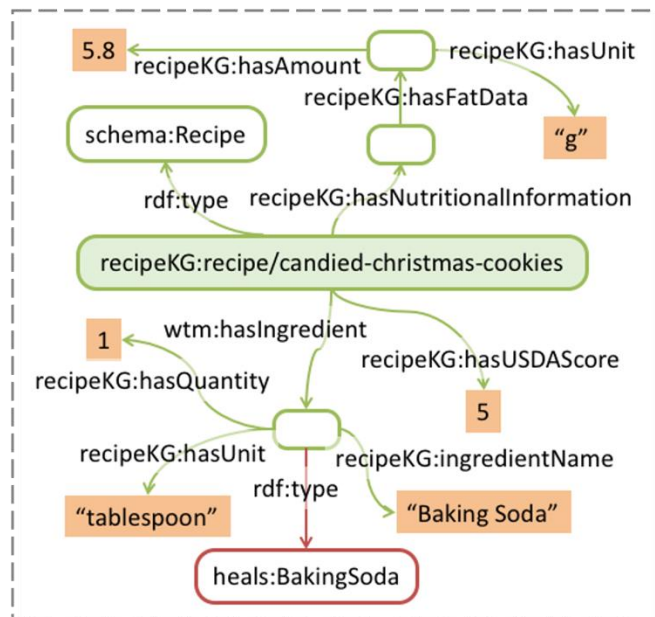 5.8
recipeKG:hasUnit
recipeKG:hasAmount
recipeKG:hasFatData
schema:Recipe
“g”
rdf:type
recipeKG:hasNutritionalInformation
recipeKG:recipe/candied-christmas-cookies
wtm:hasIngredient
1
recipeKG:hasUSDAScore
recipeKG:hasQuantity
5
recipeKG:hasUnit
recipeKG:ingredientName
rdf:type
“tablespoon”
“Baking Soda”
heals:BakingSoda